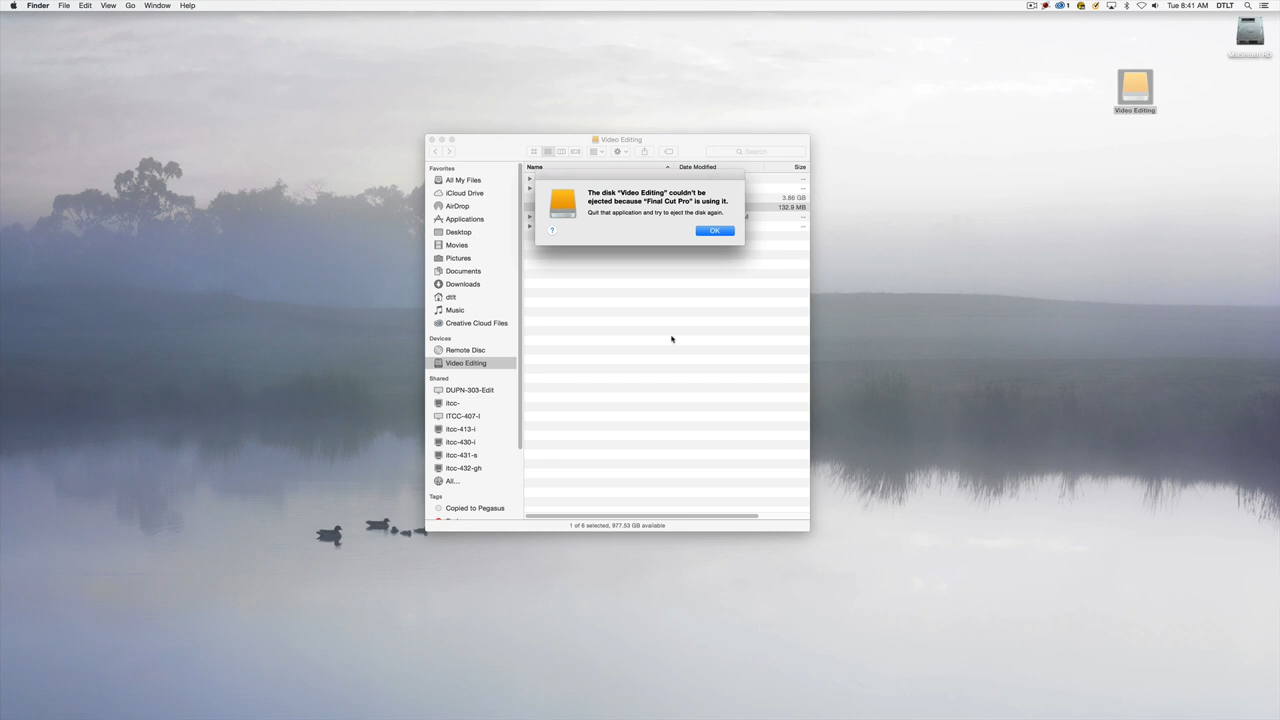 Finder File Edit View Go Window Help
1 Tue 8:41 AM DTLT
Macintosh HD
Video Editing
Video Editing
Search
Favorites
All My Files
iCloud Drive
AirDrop
Applications
Desktop
Movies
Pictures
Documents
Downloads
dtlt
Music
Creative Cloud Files
Devices
Remote Disc
Video Editing
Shared
DUPN-303-Edit
itcc-
ITCC-407-I
itcc-413-i
itcc-430-i
itcc-431-s
itcc-432-gh
All...
Tags
Copied to Pegasus
Name Date Modified Size
--
--
3.86 GB
132.9 MB
--
--
The disk “Video Editing” couldn’t be
ejected because “Final Cut Pro” is using it.
Quit that application and try to eject the disk again.
? OK
1 of 6 selected, 977.53 GB available